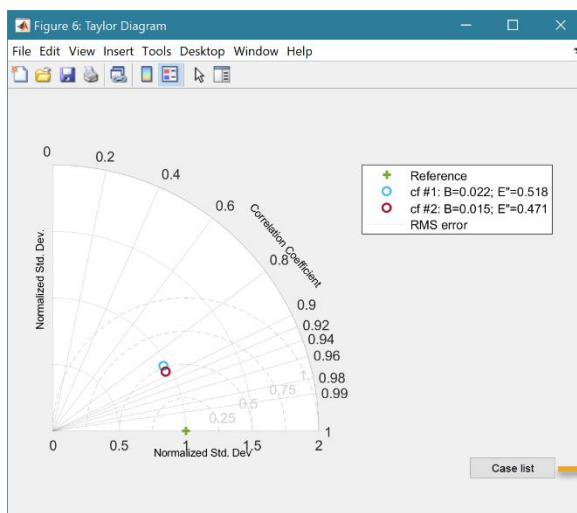 Figure 6: Taylor Diagram
File Edit View Insert Tools Desktop Window Help
0
0.2
0.4
0.6
0.8
0.9
0.92
0.94
0.96
0.98
0.99
1
Correlation Coefficient
Normalized Std. Dev.
0.25
0.5
0.75
1
0 0.5 1 1.5 2
Normalized Std. Dev.
Reference
cf #1: B=0.022; E"=0.518
cf #2: B=0.015; E"=0.471
RMS error
Case list